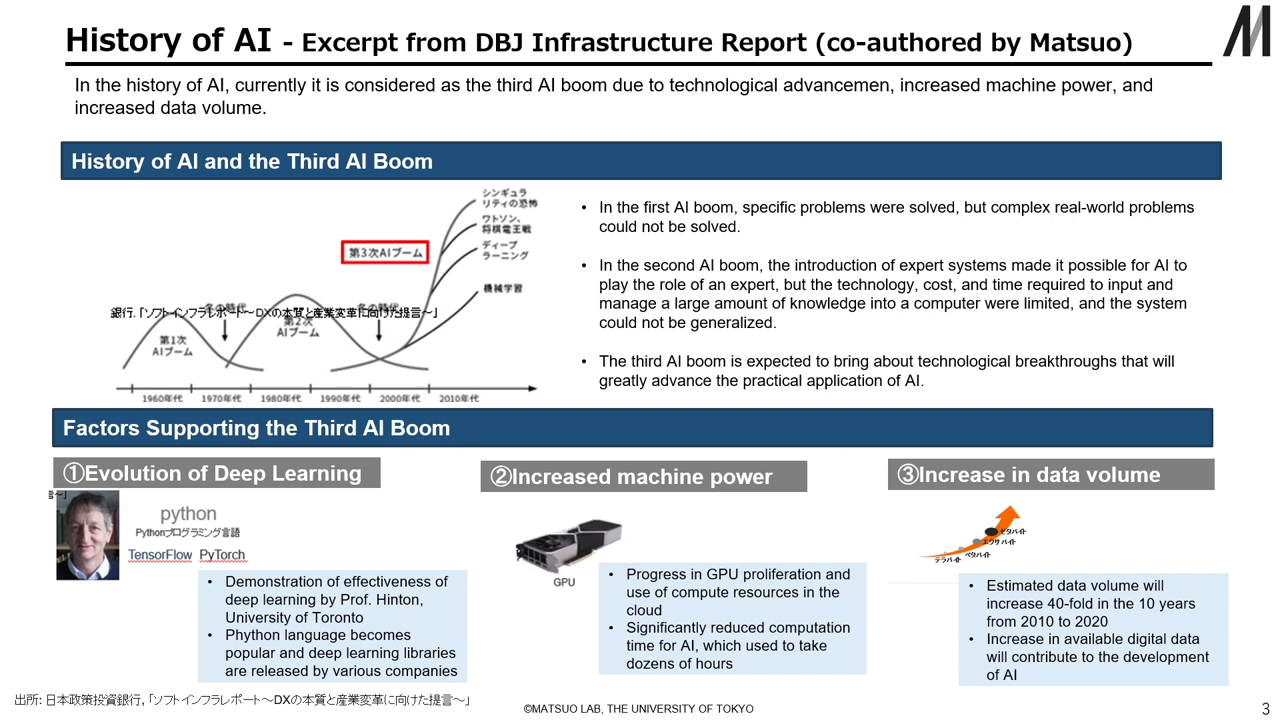 History of AI - Excerpt from DBJ Infrastructure Report (co-authored by Matsuo)
In the history of AI, currently it is considered as the third AI boom due to technological advancemen, increased machine power, and
increased data volume.
History of AI and the Third AI Boom
シンギュラ
リティの恐怖
ワトソン、
将棋電王戦
ディープ
ラーニング
機械学習
第3次AIブーム
冬の時代
冬の時代
銀行,「ソフトインフラレポート～DXの本質と産業変革に向けた提言～」
第1次
AIブーム
第2次
AIブーム
1960年代
1970年代
1980年代
1990年代
2000年代
2010年代
• In the first AI boom, specific problems were solved, but complex real-world problems
could not be solved.
• In the second AI boom, the introduction of expert systems made it possible for AI to
play the role of an expert, but the technology, cost, and time required to input and
manage a large amount of knowledge into a computer were limited, and the system
could not be generalized.
• The third AI boom is expected to bring about technological breakthroughs that will
greatly advance the practical application of AI.
Factors Supporting the Third AI Boom
①Evolution of Deep Learning
言～」
python
Pythonプログラミング言語
TensorFlow PyTorch
• Demonstration of effectiveness of
deep learning by Prof. Hinton,
University of Toronto
• Phython language becomes
popular and deep learning libraries
are released by various companies
②Increased machine power
GPU
• Progress in GPU proliferation and
use of compute resources in the
cloud
• Significantly reduced computation
time for AI, which used to take
dozens of hours
③Increase in data volume
ゼタバイト
エクサバイト
ペタバイト
テラバイト
• Estimated data volume will
increase 40-fold in the 10 years
from 2010 to 2020
• Increase in available digital data
will contribute to the development
of AI
出所: 日本政策投資銀行,「ソフトインフラレポート～DXの本質と産業変革に向けた提言～」
©MATSUO LAB, THE UNIVERSITY OF TOKYO
3